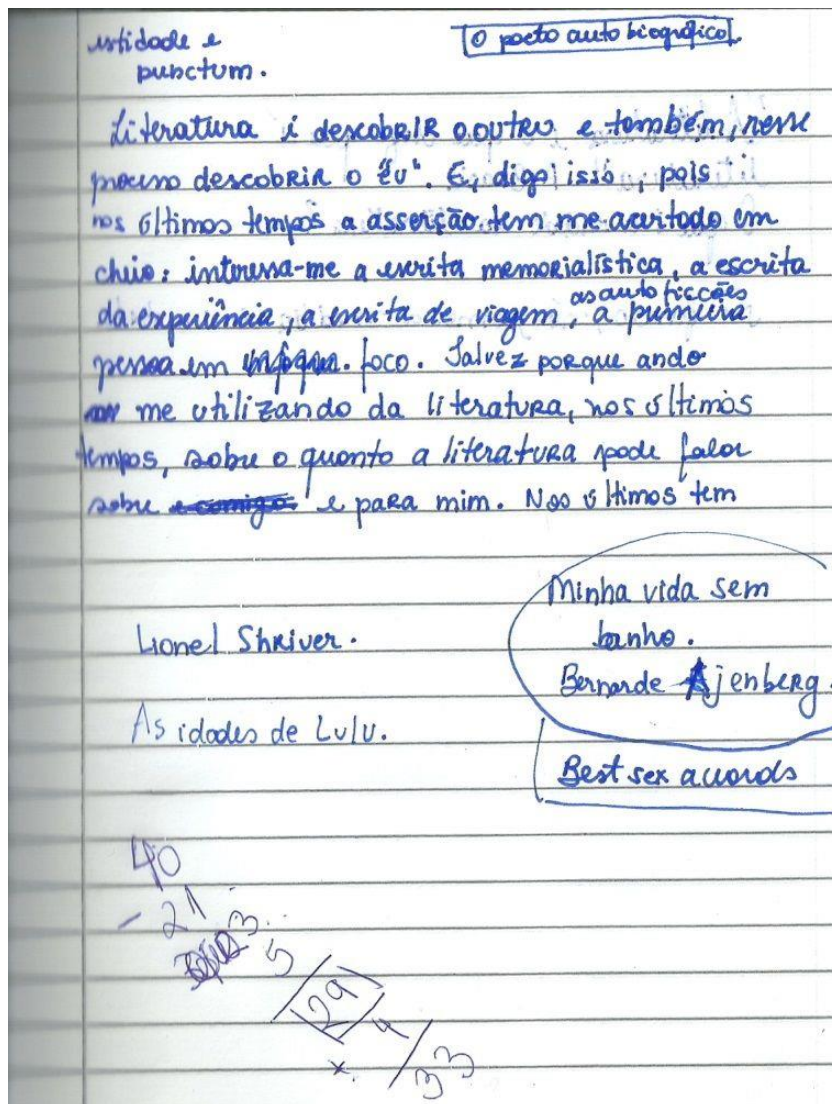 O pacto autobiográfico.
punctum.
Literatura é descobRIR o outro e também, nesse
processo descobrir o "Eu". E, digo isso, pois
nos últimos tempos a asserção tem me acertado em
cheio: interessa-me a escrita memorialística, a escrita
as autoficções
da experiência, a escrita de viagem, a primeira
pessoa em foco. Talvez porque ando
me utilizando da literatura, nos últimos
tempos, sobre o quanto a literatura pode falar
sobre e comigo e para mim. Nos últimos tem
Minha vida sem
banho.
Lionel Shriver.
Bernarde Ajenberg.
As idades de Lulu.
Best sex
40
- 21
3
5
29
4
x 33